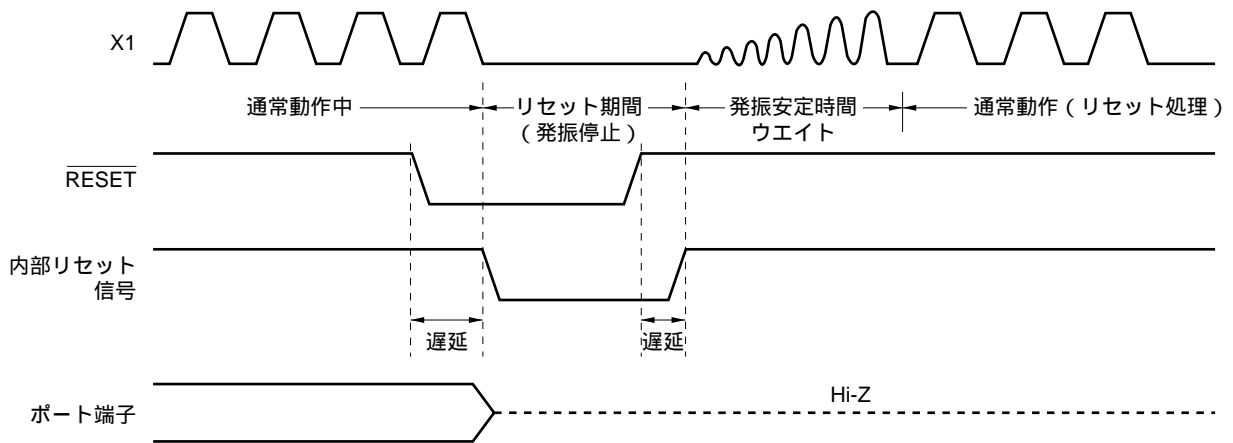 X1
通常動作中
リセット期間
（発振停止）
発振安定時間
ウエイト
通常動作（リセット処理）
RESET
内部リセット
信号
遅延
遅延
ポート端子
Hi-Z